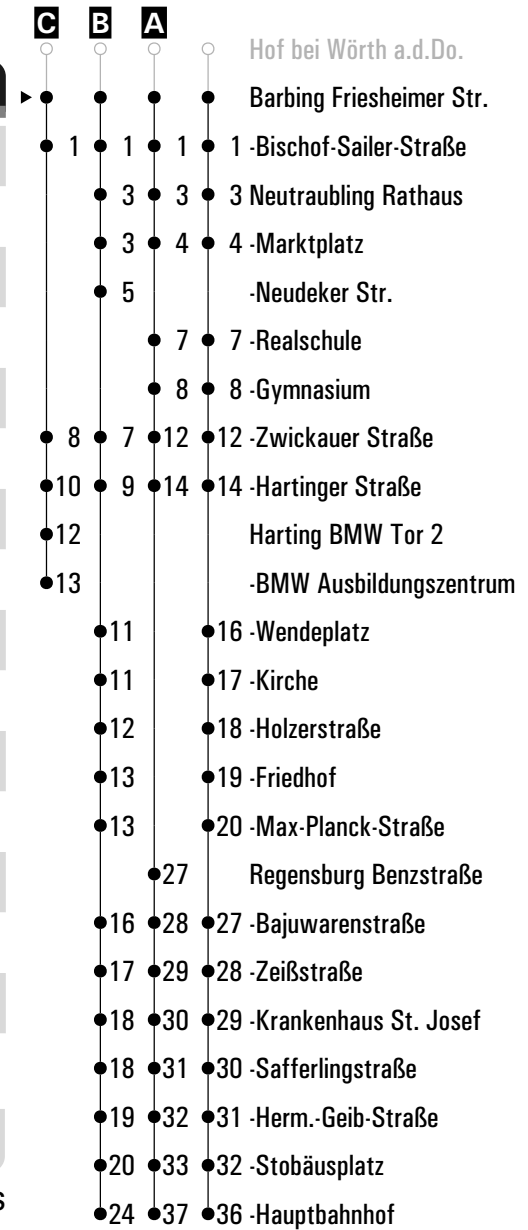 C B A
Hof bei Wörth a.d.Do.
Barbing Friesheimer Str.
1 1 1 1 -Bischof-Sailer-Straße
3 3 3 Neutraubling Rathaus
3 4 4 -Marktplatz
5 -Neudeker Str.
7 7 -Realschule
8 8 -Gymnasium
8 7 12 12 -Zwickauer Straße
10 9 14 14 -Hartinger Straße
12 Harting BMW Tor 2
13 -BMW Ausbildungszentrum
11 16 -Wendeplatz
11 17 -Kirche
12 18 -Holzerstraße
13 19 -Friedhof
13 20 -Max-Planck-Straße
27 Regensburg Benzstraße
16 28 27 -Bajuwarenstraße
17 29 28 -Zeißstraße
18 30 29 -Krankenhaus St. Josef
18 31 30 -Safferlingstraße
19 32 31 -Herm.-Geib-Straße
20 33 32 -Stobäusplatz
s
24 37 36 -Hauptbahnhof